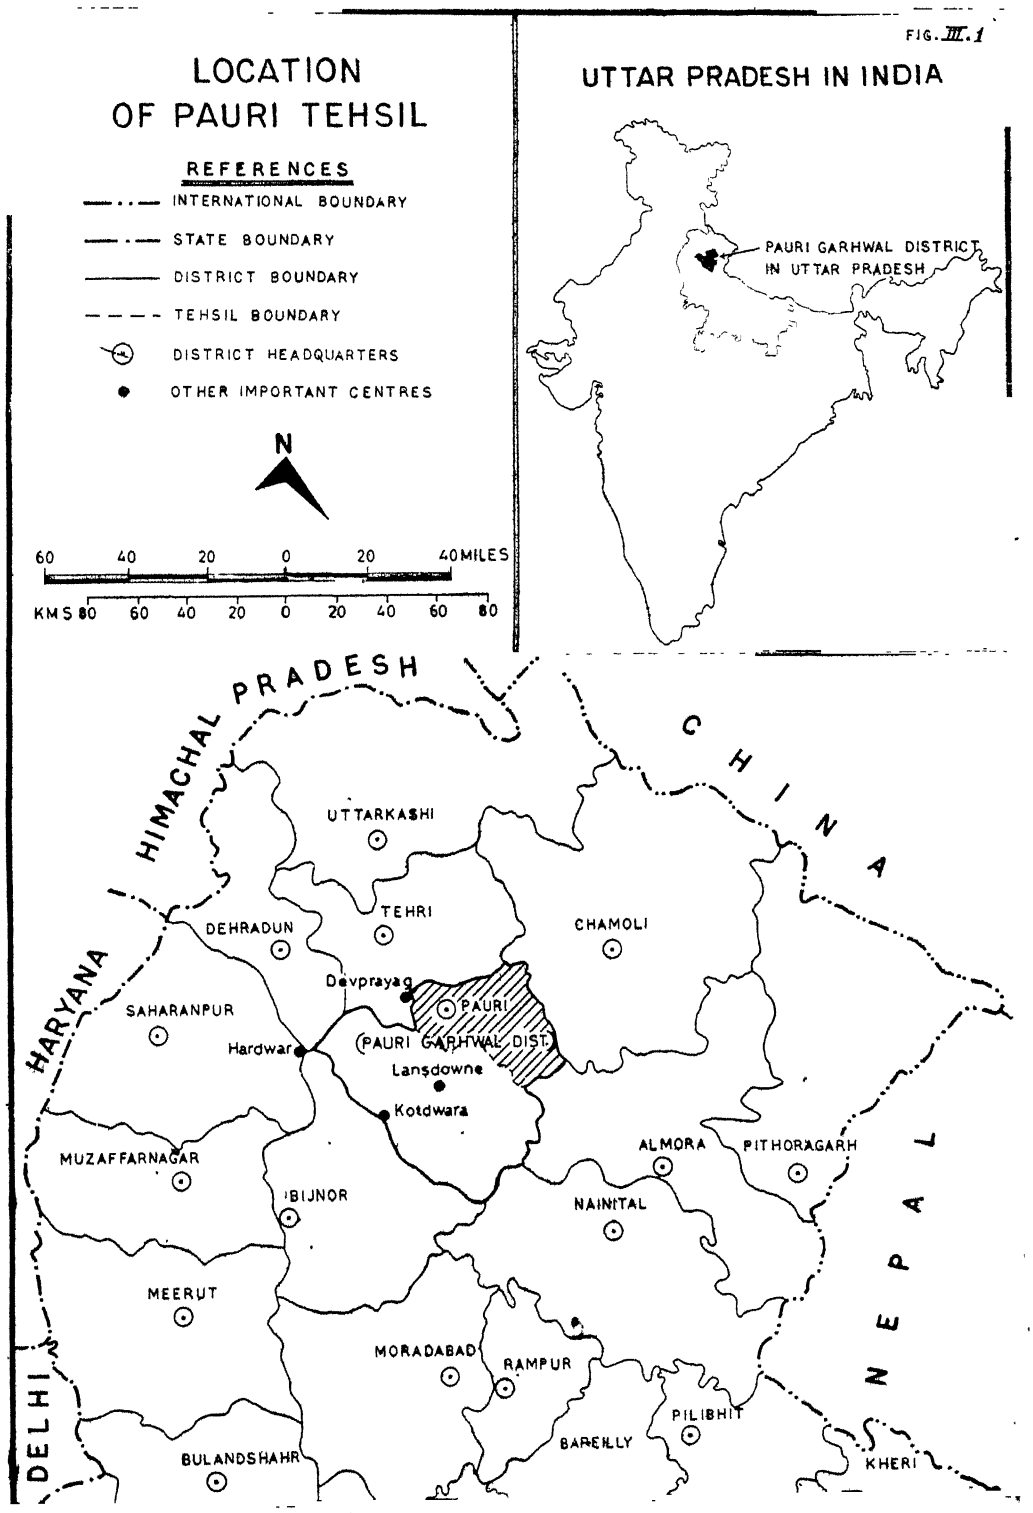 FIG. III.1
LOCATION
OF PAURI TEHSIL
REFERENCES
INTERNATIONAL BOUNDARY
STATE BOUNDARY
DISTRICT BOUNDARY
TEHSIL BOUNDARY
DISTRICT HEADQUARTERS
OTHER IMPORTANT CENTRES
N
60 40 20 0 20 40 MILES
KMS 80 60 40 20 0 20 40 60 80
UTTAR PRADESH IN INDIA
PAURI GARHWAL DISTRICT
IN UTTAR PRADESH
HIMACHAL PRADESH
CHINA
UTTARKASHI
TEHRI
CHAMOLI
DEHRADUN
HARYANA
Devprayag
SAHARANPUR
PAURI
Hardwar
(PAURI GARHWAL DIST.)
Lansdowne
Kotdwara
MUZAFFARNAGAR
ALMORA
PITHORAGARH
BIJNOR
NAINITAL
NEPAL
MEERUT
MORADABAD
RAMPUR
DELHI
PILIBHIT
BAREILLY
BULANDSHAHR
KHERI